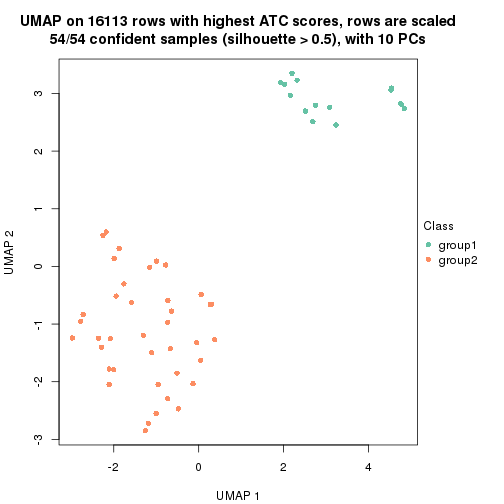 UMAP on 16113 rows with highest ATC scores, rows are scaled
54/54 confident samples (silhouette > 0.5), with 10 PCs
3
2
1
0
-1
-2
-3
UMAP 2
-2
0
2
4
UMAP 1
Class
group1
group2